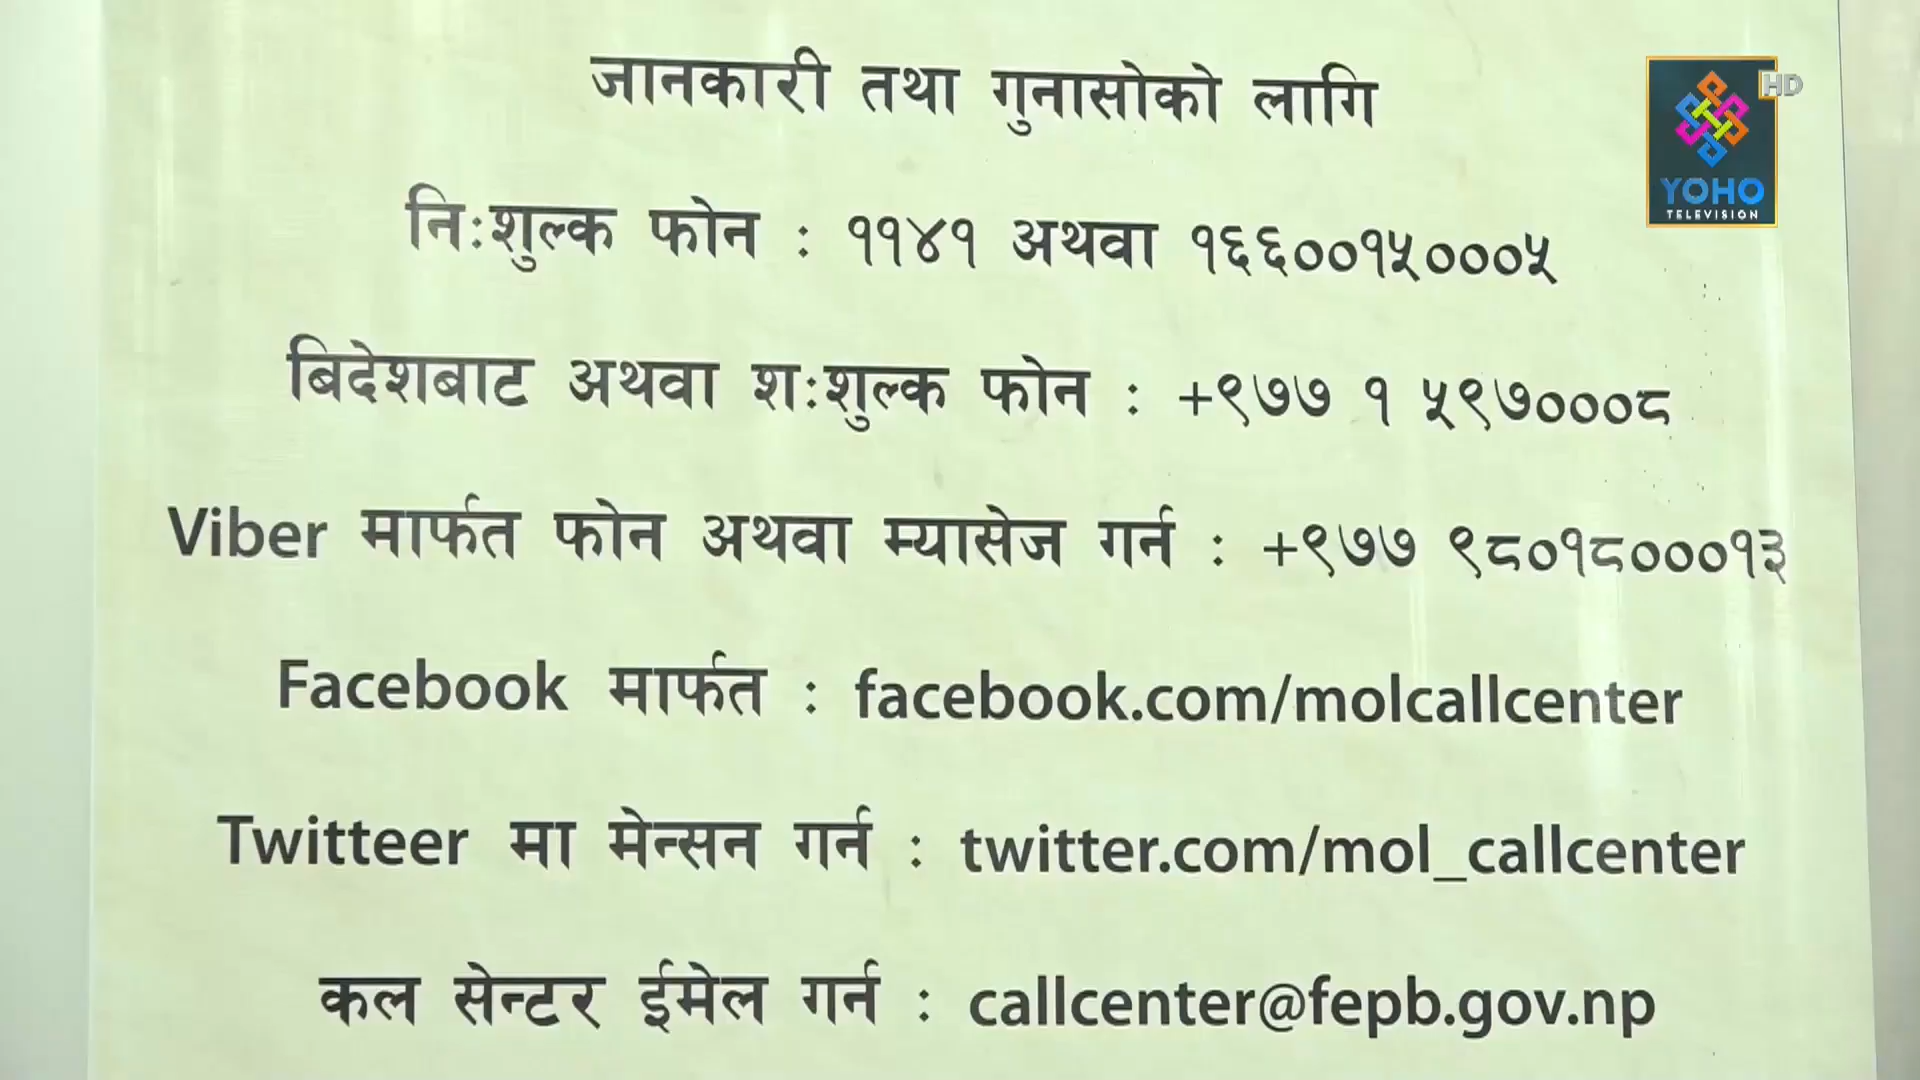 जानकारी तथा गुनासोको लागि
HD
YOHO
TELEVISION
नि:शुल्क फोन : ११४१ अथवा १६६००१५०००५
बिदेशबाट अथवा श:शुल्क फोन : +९७७ १ ५९७०००८
Viber मार्फत फोन अथवा म्यासेज गर्न : +९७७ ९८०१८०००१३
Facebook मार्फत : facebook.com/molcallcenter
Twitteer मा मेन्सन गर्न : twitter.com/mol_callcenter
कल सेन्टर ईमेल गर्न : callcenter@fepb.gov.np